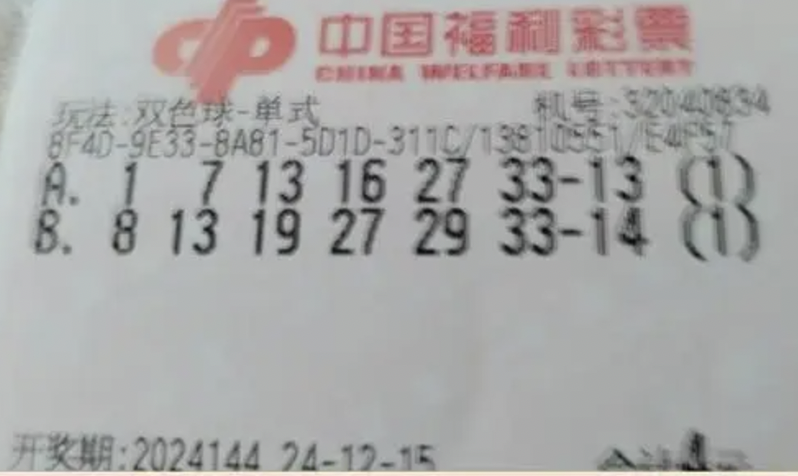 中国福利彩票
CHINA WELFARE LOTTERY
玩法:双色球-单式 机号:32040834
8F4D-9E33-8A81-5D1D-311C/13810551/E4F57
A. 1 7 13 16 27 33-13 (1)
B. 8 13 19 27 29 33-14 (1)
开奖期:2024144 24-12-15